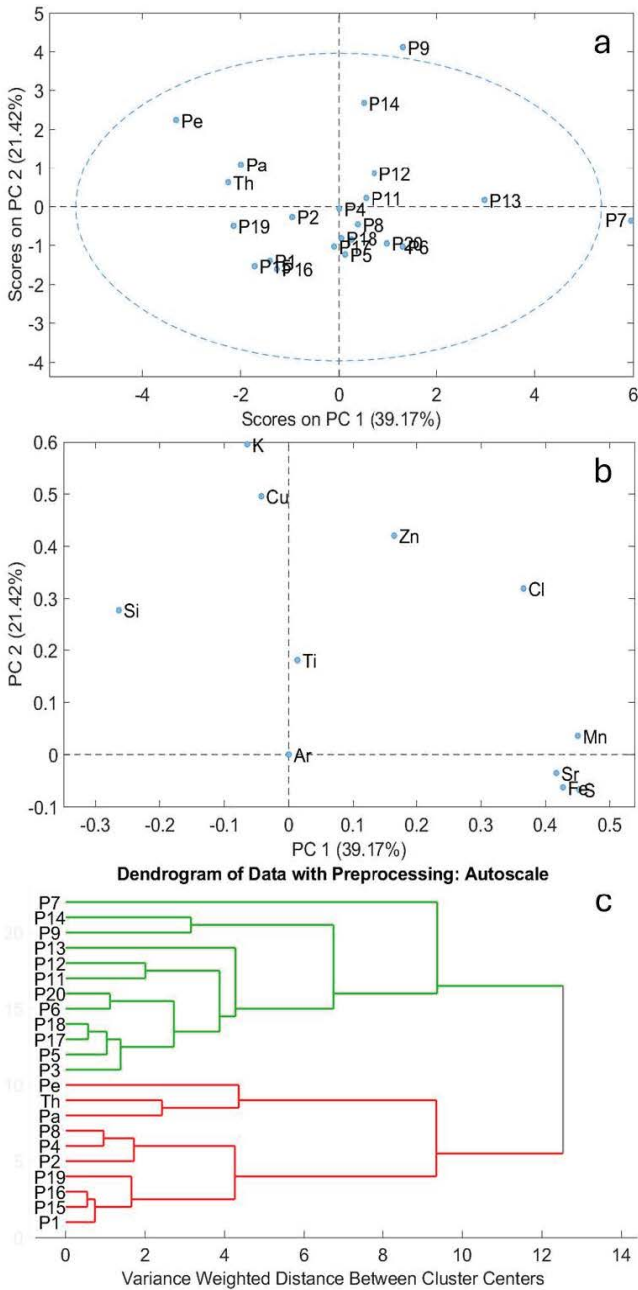 a
5
4
3
2
1
0
-1
-2
-3
-4
Scores on PC 2 (21.42%)
P9
P14
Pe
Pa
Th
P12
P11
P13
P4
P2
P19
P8
P7
P18
P17
P20
P6
P5
P1
P15
P16
-4 -2 0 2 4 6
Scores on PC 1 (39.17%)
b
0.6
0.5
0.4
0.3
0.2
0.1
0
-0.1
PC 2 (21.42%)
K
Cu
Zn
Cl
Si
Ti
Ar
Mn
Sr
Fe
S
-0.3 -0.2 -0.1 0 0.1 0.2 0.3 0.4 0.5
PC 1 (39.17%)
Dendrogram of Data with Preprocessing: Autoscale
c
P7
P14
20
P9
P13
P12
P11
P20
15
P6
P18
P17
P5
P3
10
Pe
Th
Pa
P8
P4
5
P2
P19
P16
P15
P1
0
0 2 4 6 8 10 12 14
Variance Weighted Distance Between Cluster Centers